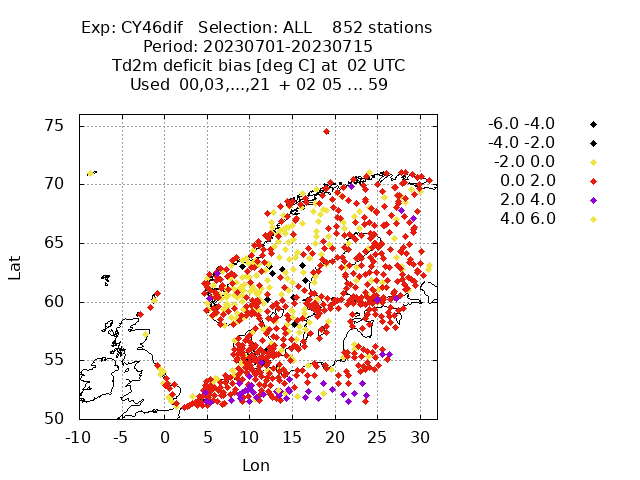 Exp: CY46dif   Selection: ALL    852 stations
Period: 20230701-20230715
Td2m deficit bias [deg C] at  02 UTC
Used  00,03,...,21  + 02 05 ... 59
75
70
65
60
55
50
Lat
-10 -5 0 5 10 15 20 25 30
Lon
-6.0 -4.0
-4.0 -2.0
-2.0 0.0
0.0 2.0
2.0 4.0
4.0 6.0